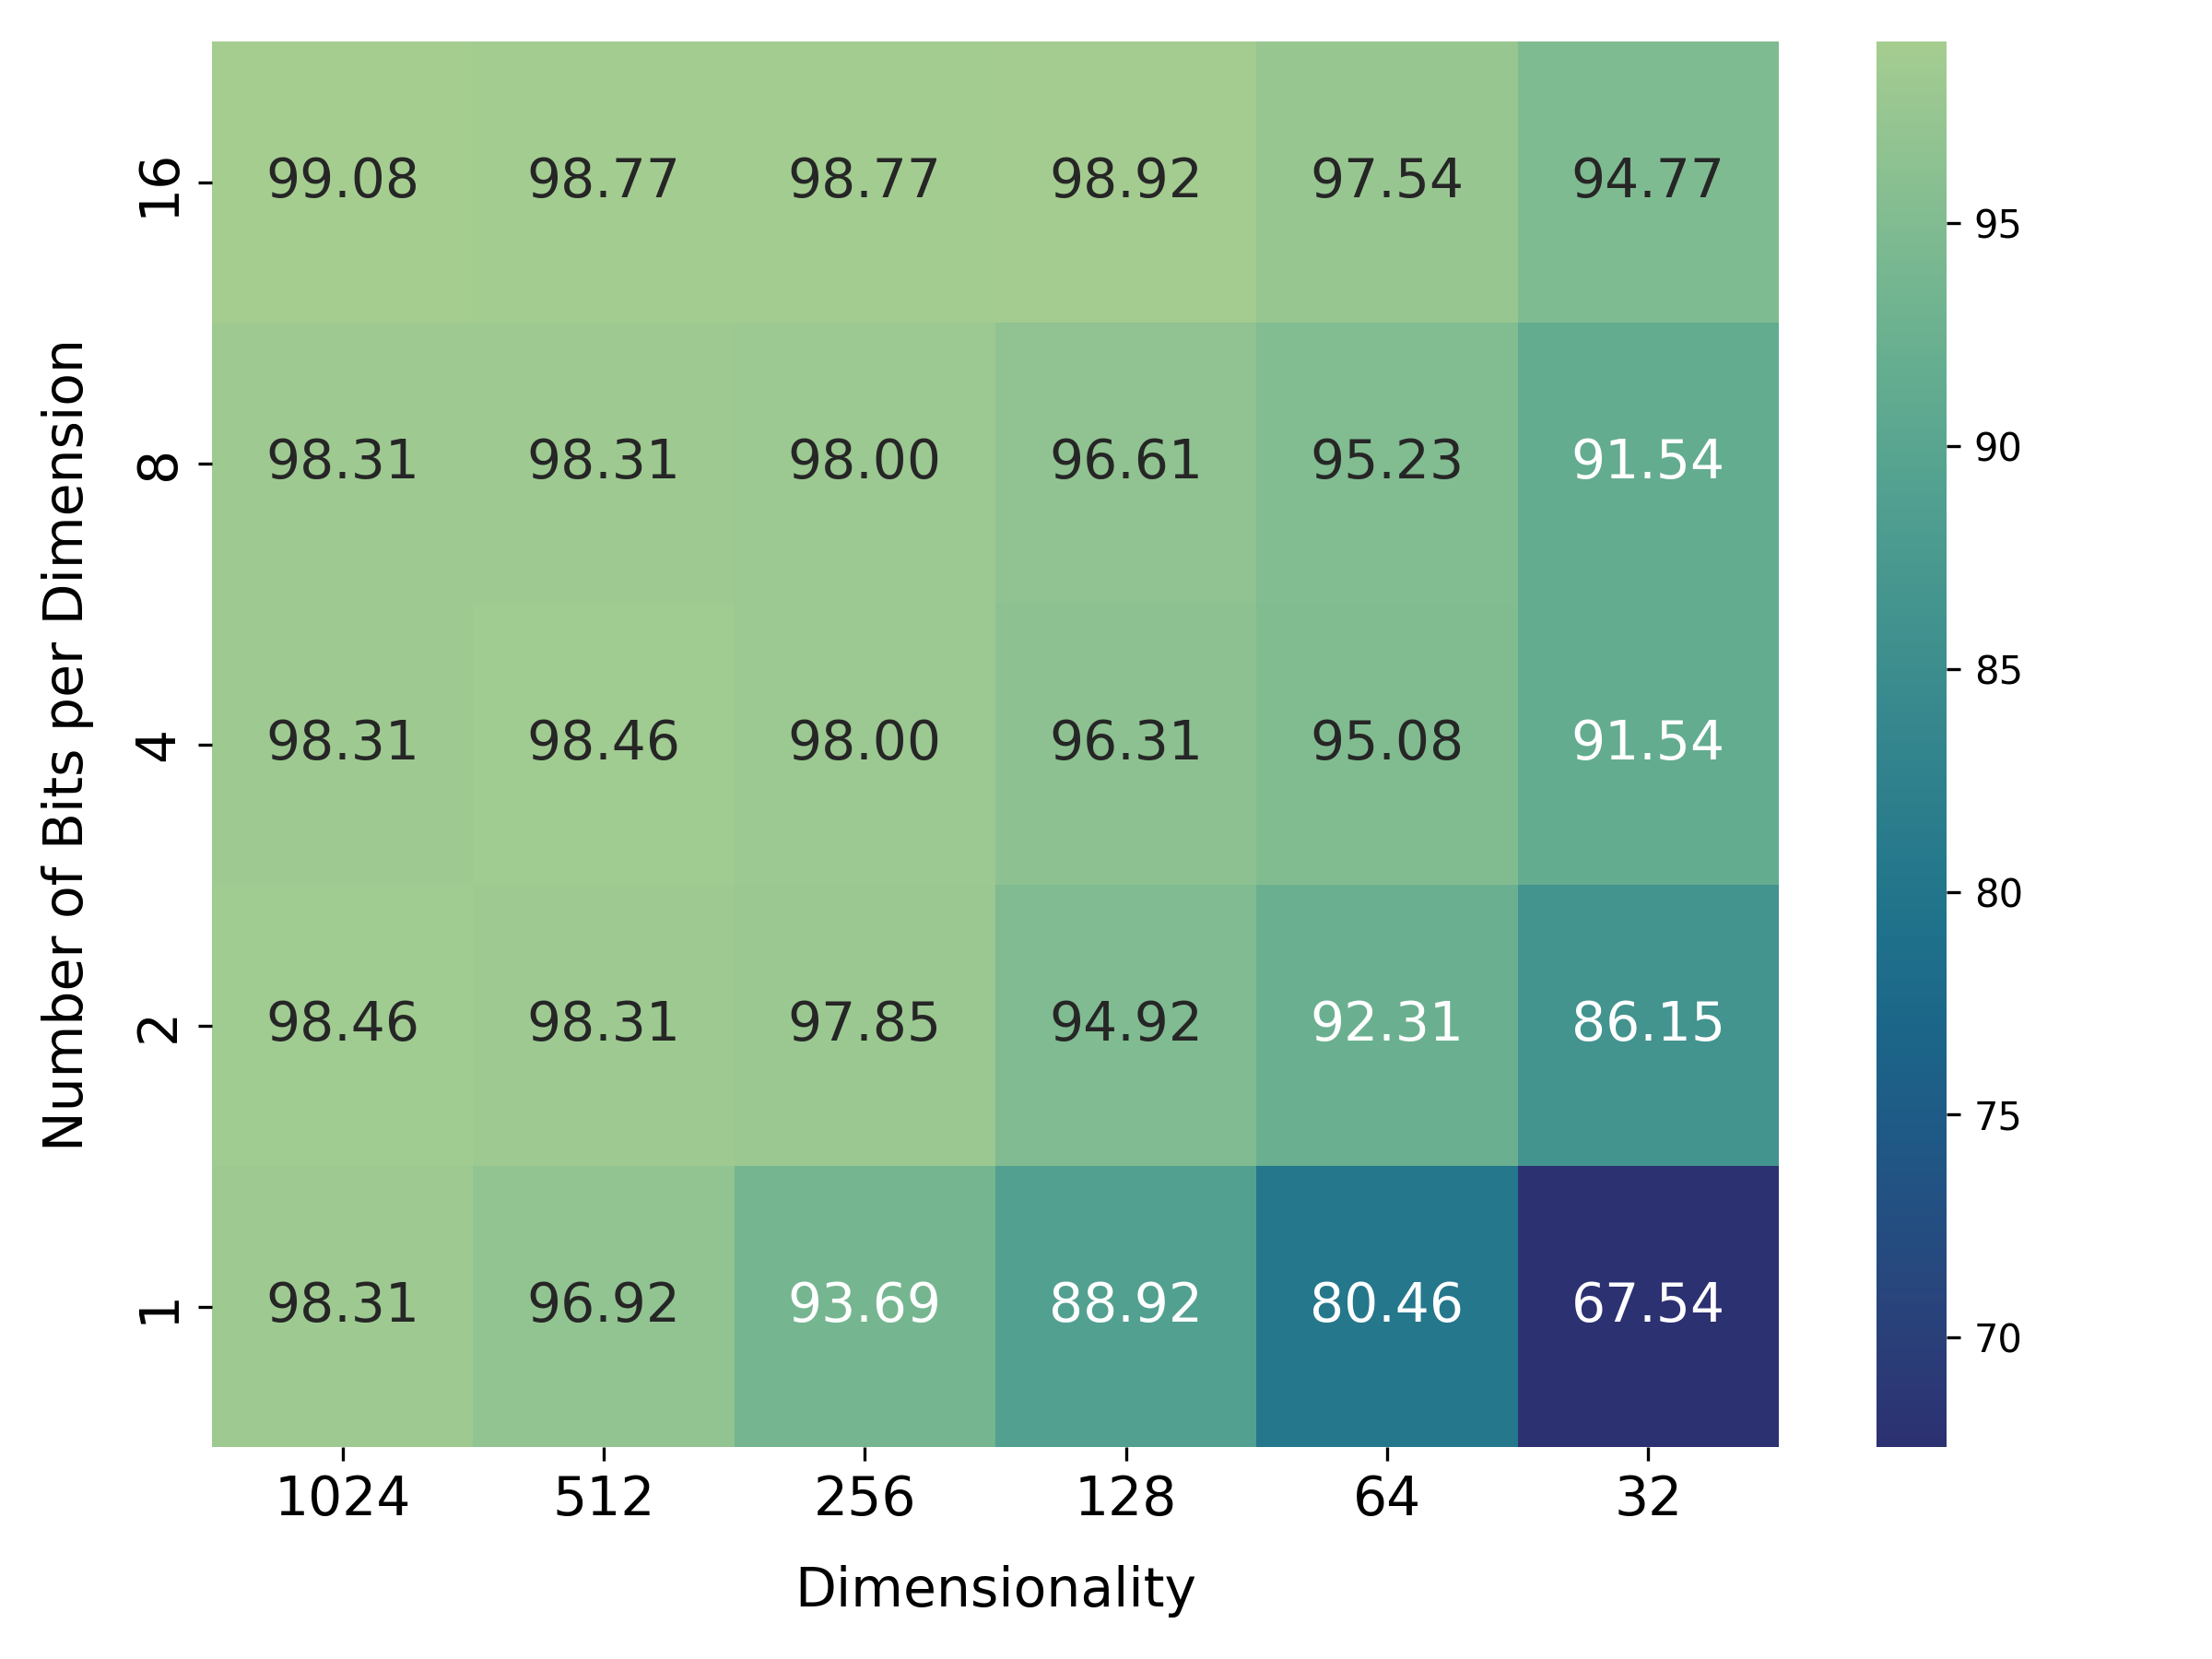 Number of Bits per Dimension
16 99.08 98.77 98.77 98.92 97.54 94.77
8 98.31 98.31 98.00 96.61 95.23 91.54
4 98.31 98.46 98.00 96.31 95.08 91.54
2 98.46 98.31 97.85 94.92 92.31 86.15
1 98.31 96.92 93.69 88.92 80.46 67.54
1024 512 256 128 64 32
Dimensionality
95
90
85
80
75
70